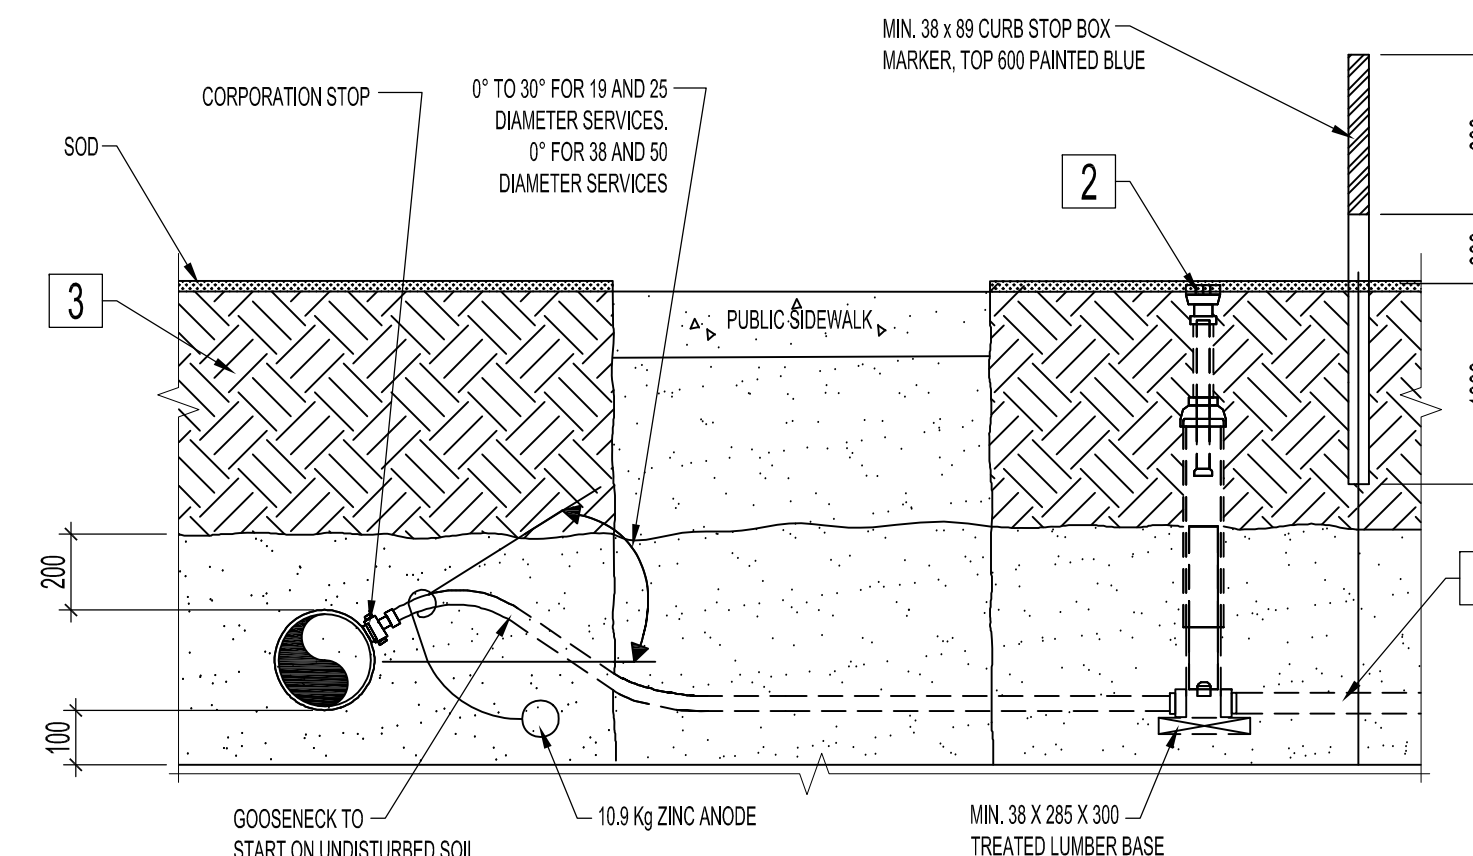 MIN. 38 x 89 CURB STOP BOX
MARKER, TOP 600 PAINTED BLUE
CORPORATION STOP
0° TO 30° FOR 19 AND 25
DIAMETER SERVICES.
0° FOR 38 AND 50
DIAMETER SERVICES
SOD
2
3
PUBLIC SIDEWALK
200
100
GOOSENECK TO
START ON UNDISTURBED SOIL
10.9 Kg ZINC ANODE
MIN. 38 X 285 X 300
TREATED LUMBER BASE